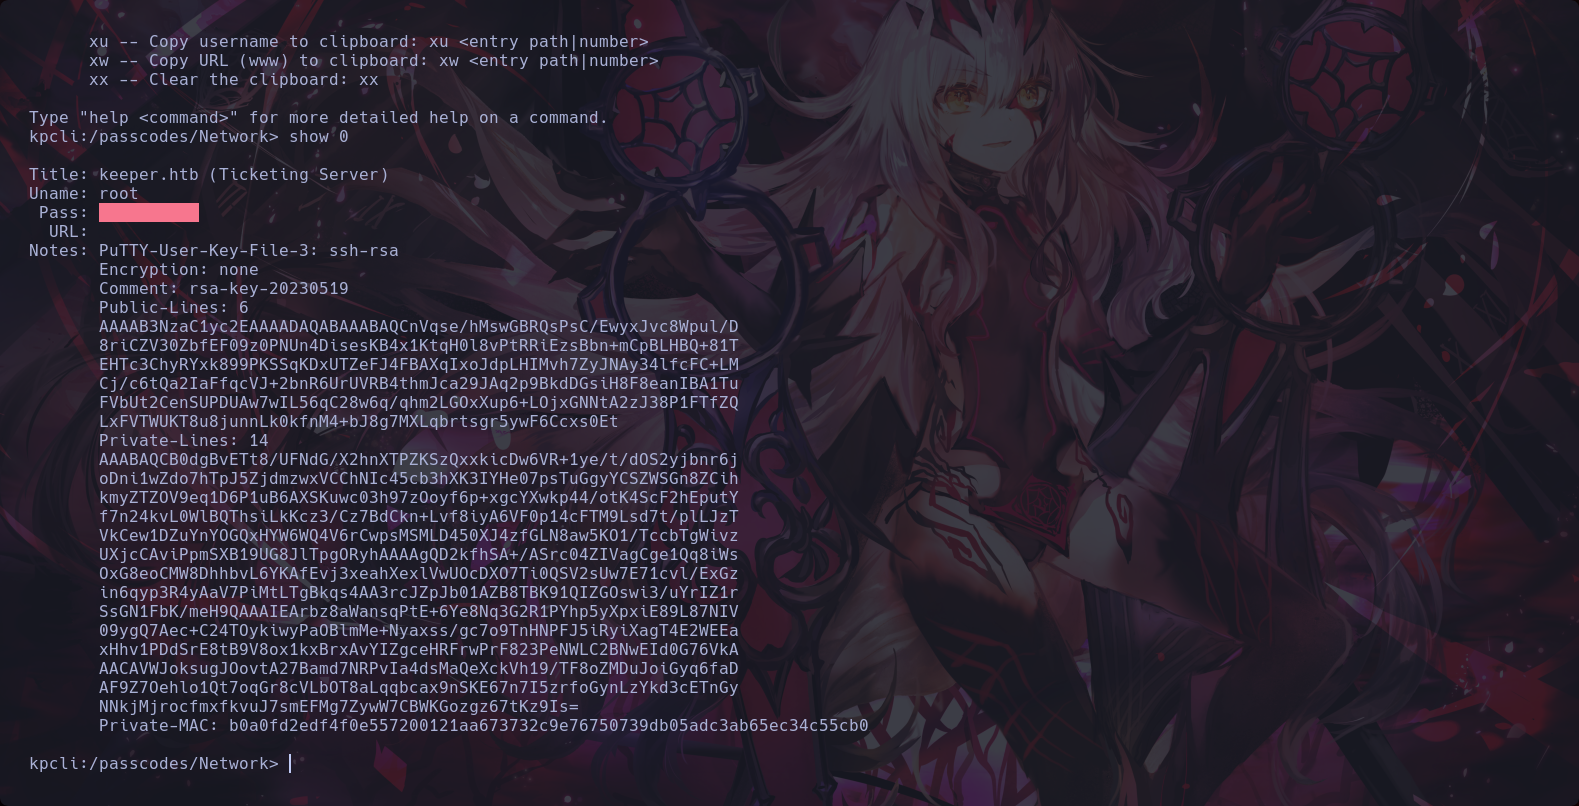 xu -- Copy username to clipboard: xu <entry path|number>
xw -- Copy URL (www) to clipboard: xw <entry path|number>
xx -- Clear the clipboard: xx
Type "help <command>" for more detailed help on a command.
kpcli:/passcodes/Network> show 0
Title: keeper.htb (Ticketing Server)
Uname: root
Pass:
URL:
Notes: PuTTY-User-Key-File-3: ssh-rsa
Encryption: none
Comment: rsa-key-20230519
Public-Lines: 6
AAAAB3NzaC1yc2EAAAADAQABAAABAQCnVqse/hMswGBRQsPsC/EwyxJvc8Wpul/D
8riCZV30ZbfEF09z0PNUn4DisesKB4x1KtqH0l8vPtRRiEzsBbn+mCpBLHBQ+81T
EHTc3ChyRYxk899PKSSqKDxUTZeFJ4FBAXqIxoJdpLHIMvh7ZyJNAy34lfcFC+LM
Cj/c6tQa2IaFfqcVJ+2bnR6UrUVRB4thmJca29JAq2p9BkdDGsiH8F8eanIBA1Tu
FVbUt2CenSUPDUAw7wIL56qC28w6q/qhm2LGOxXup6+LOjxGNNtA2zJ38P1FTfZQ
LxFVTWUKT8u8junnLk0kfnM4+bJ8g7MXLqbrtsgr5ywF6Ccxs0Et
Private-Lines: 14
AAABAQCB0dgBvETt8/UFNdG/X2hnXTPZKSzQxxkicDw6VR+1ye/t/dOS2yjbnr6j
oDni1wZdo7hTpJ5ZjdmzwxVCChNIc45cb3hXK3IYHe07psTuGgyYCSZWSGn8ZCih
kmyZTZOV9eq1D6P1uB6AXSKuwc03h97zOoyf6p+xgcYXwkp44/otK4ScF2hEputY
f7n24kvL0WlBQThsiLkKcz3/Cz7BdCkn+Lvf8iyA6VF0p14cFTM9Lsd7t/plLJzT
VkCew1DZuYnYOGQxHYW6WQ4V6rCwpsMSMLD450XJ4zfGLN8aw5KO1/TccbTgWivz
UXjcCAviPpmSXB19UG8JlTpgORyhAAAAgQD2kfhSA+/ASrc04ZIVagCge1Qq8iWs
OxG8eoCMW8DhhbvL6YKAfEvj3xeahXexlVwUOcDXO7Ti0QSV2sUw7E71cvl/ExGz
in6qyp3R4yAaV7PiMtLTgBkqs4AA3rcJZpJb01AZB8TBK91QIZGOswi3/uYrIZ1r
SsGN1FbK/meH9QAAAIEArbz8aWansqPtE+6Ye8Nq3G2R1PYhp5yXpxiE89L87NIV
09ygQ7Aec+C24TOykiwyPaOBlmMe+Nyaxss/gc7o9TnHNPFJ5iRyiXagT4E2WEEa
xHhv1PDdSrE8tB9V8ox1kxBrxAvYIZgceHRFrwPrF823PeNWLC2BNwEId0G76VkA
AACAVWJoksugJOovtA27Bamd7NRPvIa4dsMaQeXckVh19/TF8oZMDuJoiGyq6faD
AF9Z7Oehlo1Qt7oqGr8cVLbOT8aLqqbcax9nSKE67n7I5zrfoGynLzYkd3cETnGy
NNkjMjrocfmxfkvuJ7smEFMg7ZywW7CBWKGozgz67tKz9Is=
Private-MAC: b0a0fd2edf4f0e557200121aa673732c9e76750739db05adc3ab65ec34c55cb0
kpcli:/passcodes/Network>